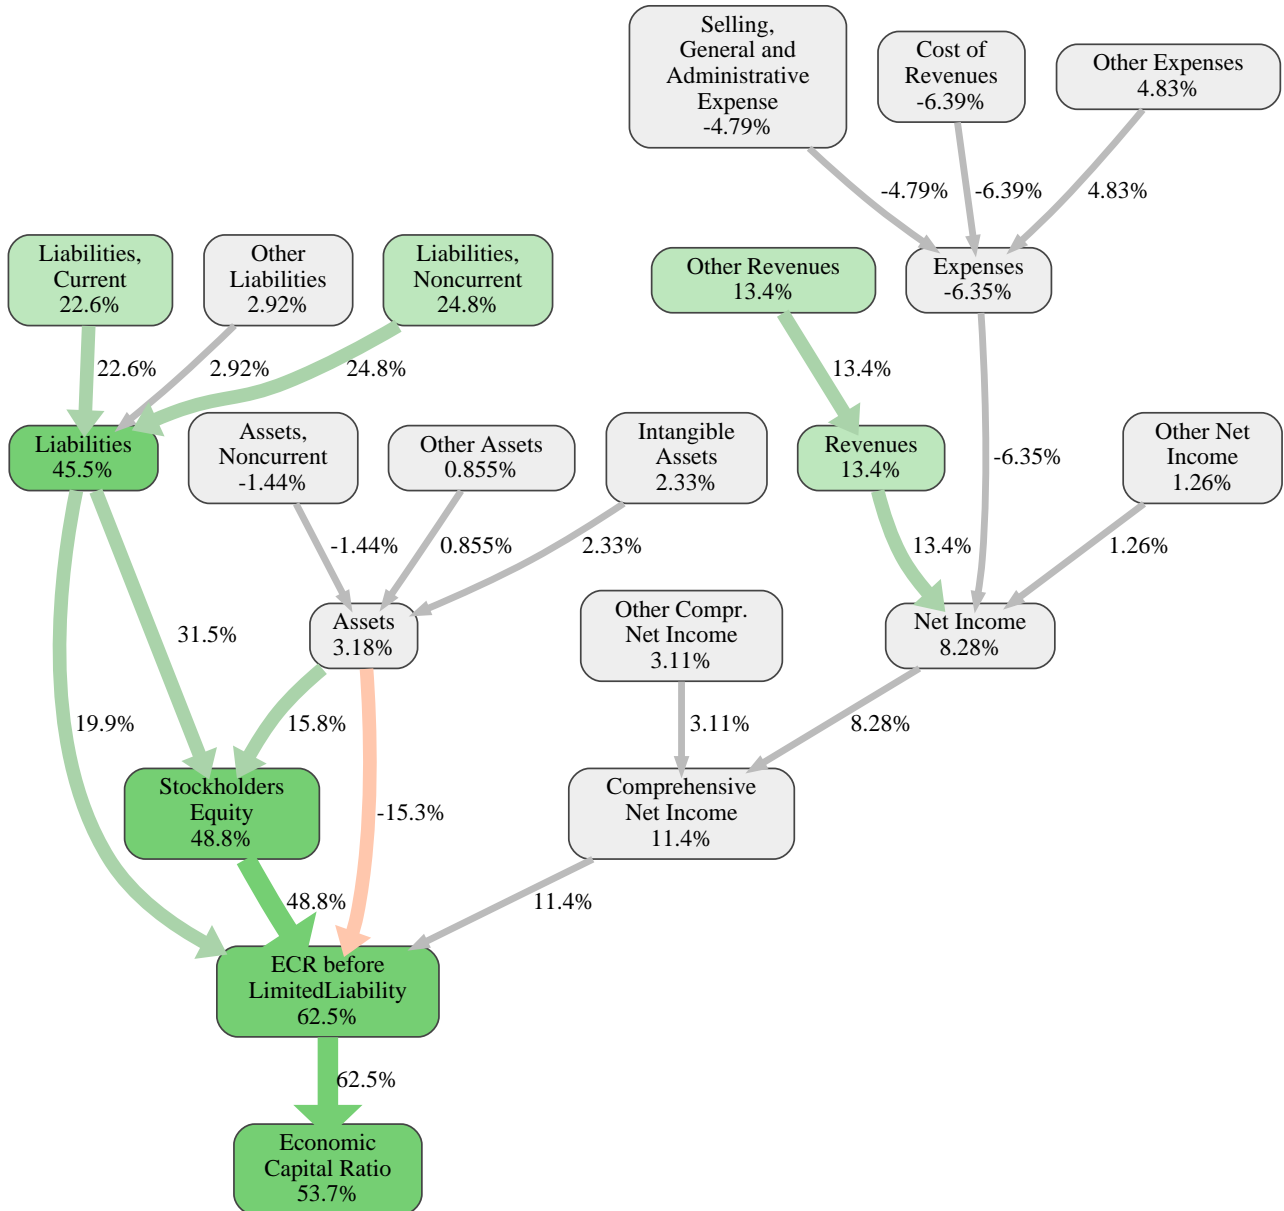 Selling,
General and
Administrative
Expense
-4.79%
Cost of
Revenues
-6.39%
Other Expenses
4.83%
-4.79%
-6.39%
4.83%
Liabilities,
Current
22.6%
Other
Liabilities
2.92%
Liabilities,
Noncurrent
24.8%
Other Revenues
13.4%
Expenses
-6.35%
22.6%
2.92%
24.8%
13.4%
Liabilities
45.5%
Assets,
Noncurrent
-1.44%
Other Assets
0.855%
Intangible
Assets
2.33%
Revenues
13.4%
-6.35%
Other Net
Income
1.26%
-1.44%
0.855%
2.33%
13.4%
1.26%
31.5%
Assets
3.18%
Other Compr.
Net Income
3.11%
Net Income
8.28%
19.9%
15.8%
3.11%
8.28%
Stockholders
Equity
48.8%
-15.3%
Comprehensive
Net Income
11.4%
48.8%
11.4%
ECR before
LimitedLiability
62.5%
62.5%
Economic
Capital Ratio
53.7%